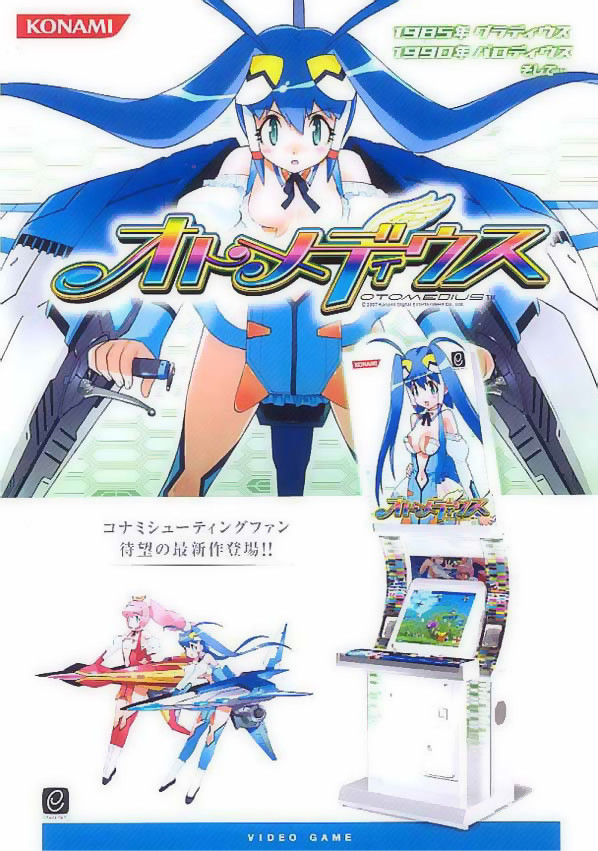 KONAMI
1985年 グラディウス
1990年 パロディウス
そして…
オトメディウス
OTOMEDIUS™
KONAMI
e
オトメディウス
コナミシューティングファン
待望の最新作登場!!
e
VIDEO GAME